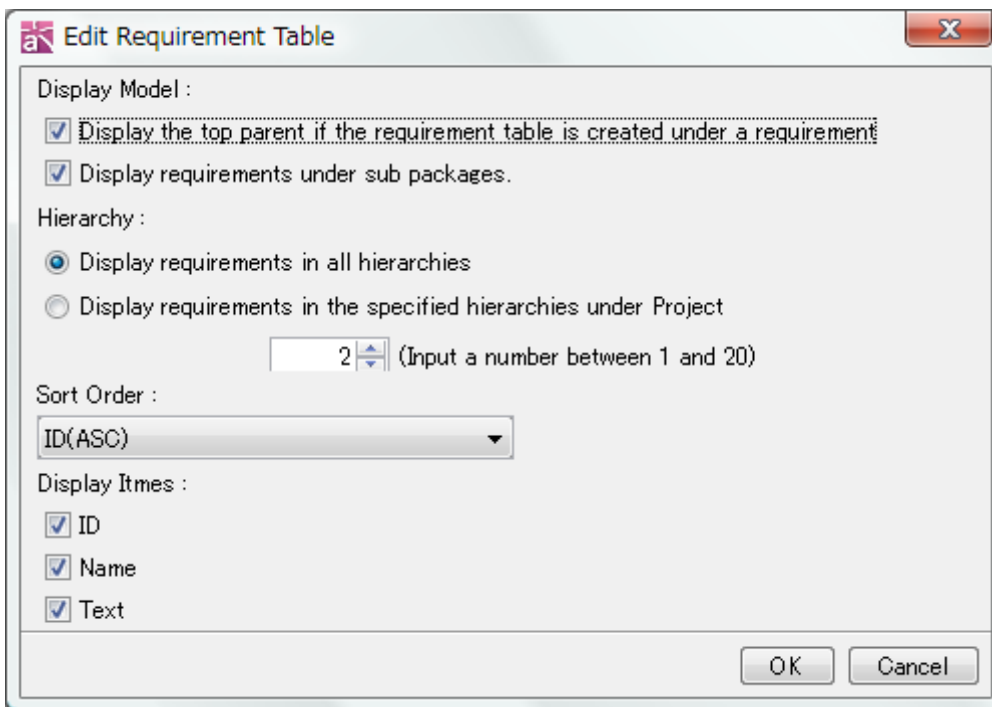 Edit Requirement Table
Display Model :
Display the top parent if the requirement table is created under a requirement
Display requirements under sub packages.
Hierarchy :
Display requirements in all hierarchies
Display requirements in the specified hierarchies under Project
2 (Input a number between 1 and 20)
Sort Order :
ID(ASC)
Display Itmes :
ID
Name
Text
OK Cancel